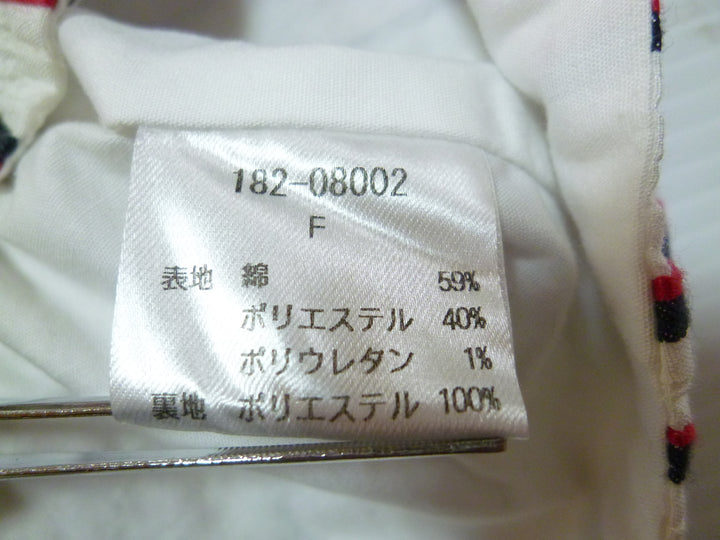 182-08002
F
表地 綿 59%
ポリエステル 40%
ポリウレタン 1%
裏地 ポリエステル 100%